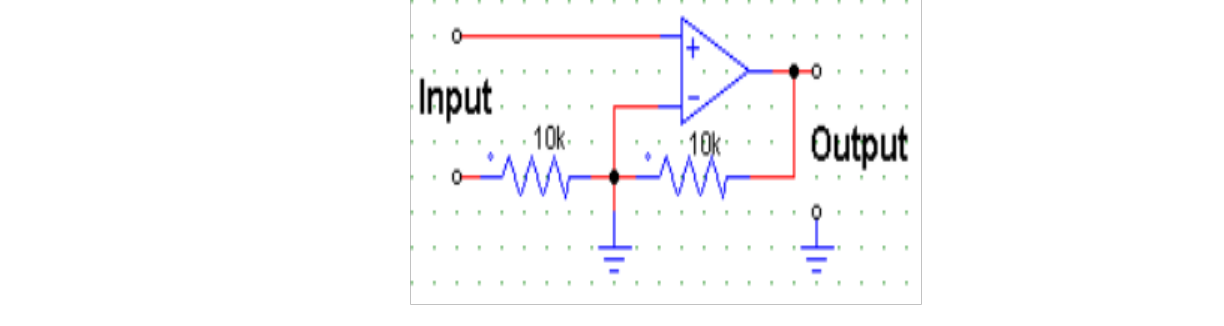 +
Input
−
10k
10k
Output